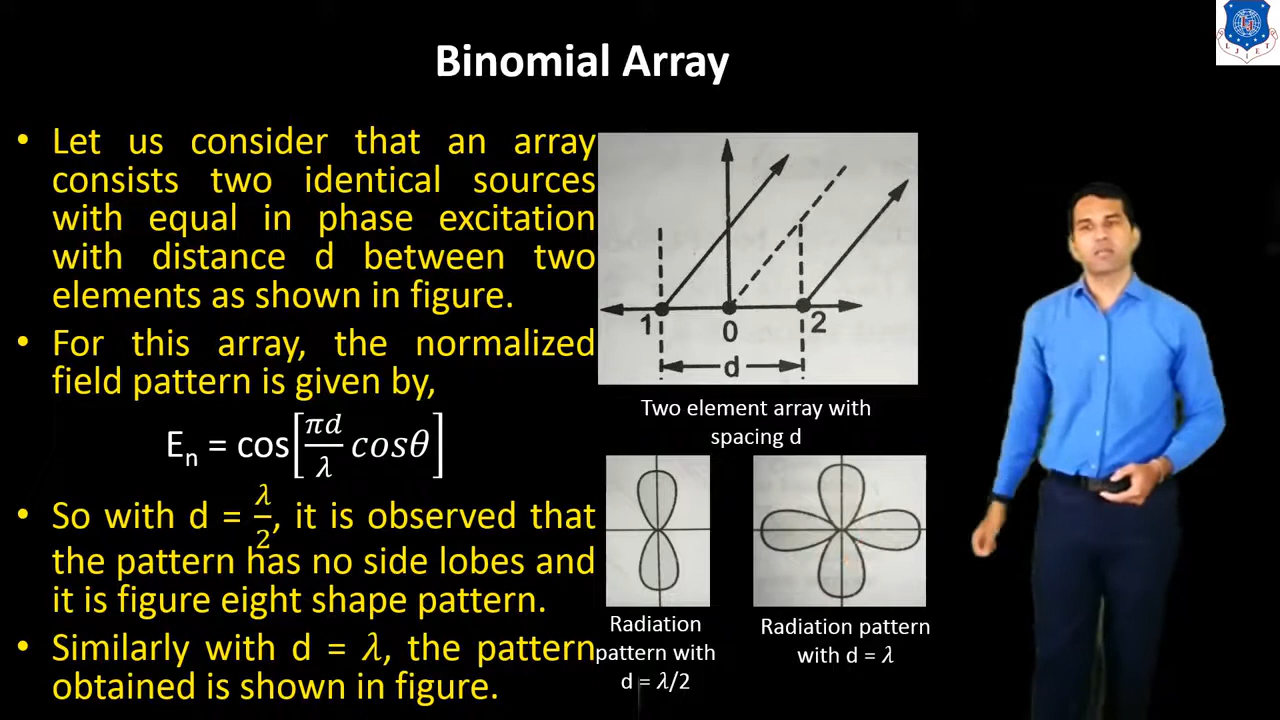 Binomial Array
• Let us consider that an array
consists two identical sources
with equal in phase excitation
with distance d between two
elements as shown in figure.
• For this array, the normalized
field pattern is given by,
Eₙ = cos[πd/λ cosθ]
• So with d = λ/2, it is observed that
the pattern has no side lobes and
it is figure eight shape pattern.
• Similarly with d = λ, the pattern
obtained is shown in figure.
1 0 2
d
Two element array with
spacing d
Radiation
pattern with
d = λ/2
Radiation pattern
with d = λ
LJIET